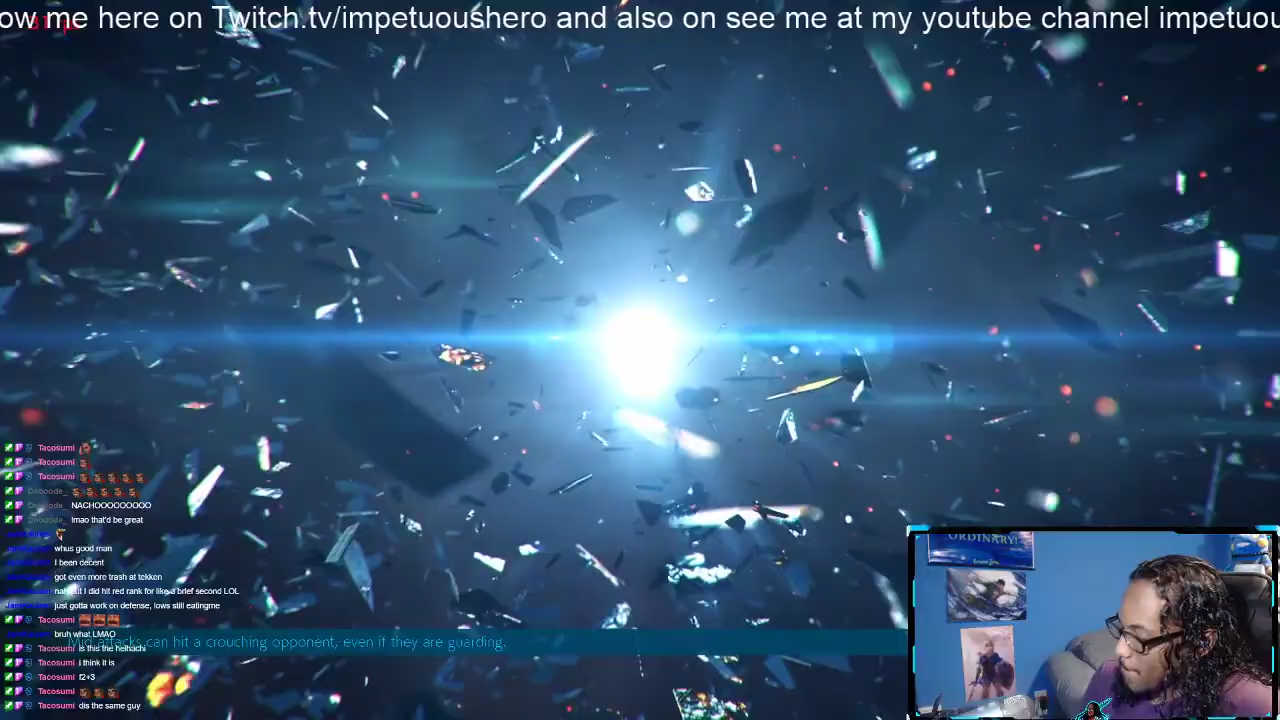 ow me here on Twitch.tv/impetuoushero and also on see me at my youtube channel impetuou
ORDINARY!
Tacosumi
Tacosumi
Tacosumi
NACHOOOOOOOOO
lmao that'd be great
whus good man
I been decent
got even more trash at tekken
nah but I did hit red rank for like a brief second LOL
just gotta work on defense, lows still eatingme
Tacosumi
bruh what LMAO
Mid attacks can hit a crouching opponent, even if they are guarding.
Tacosumi is this the heihachi
Tacosumi i think it is
Tacosumi f2+3
Tacosumi
Tacosumi dis the same guy